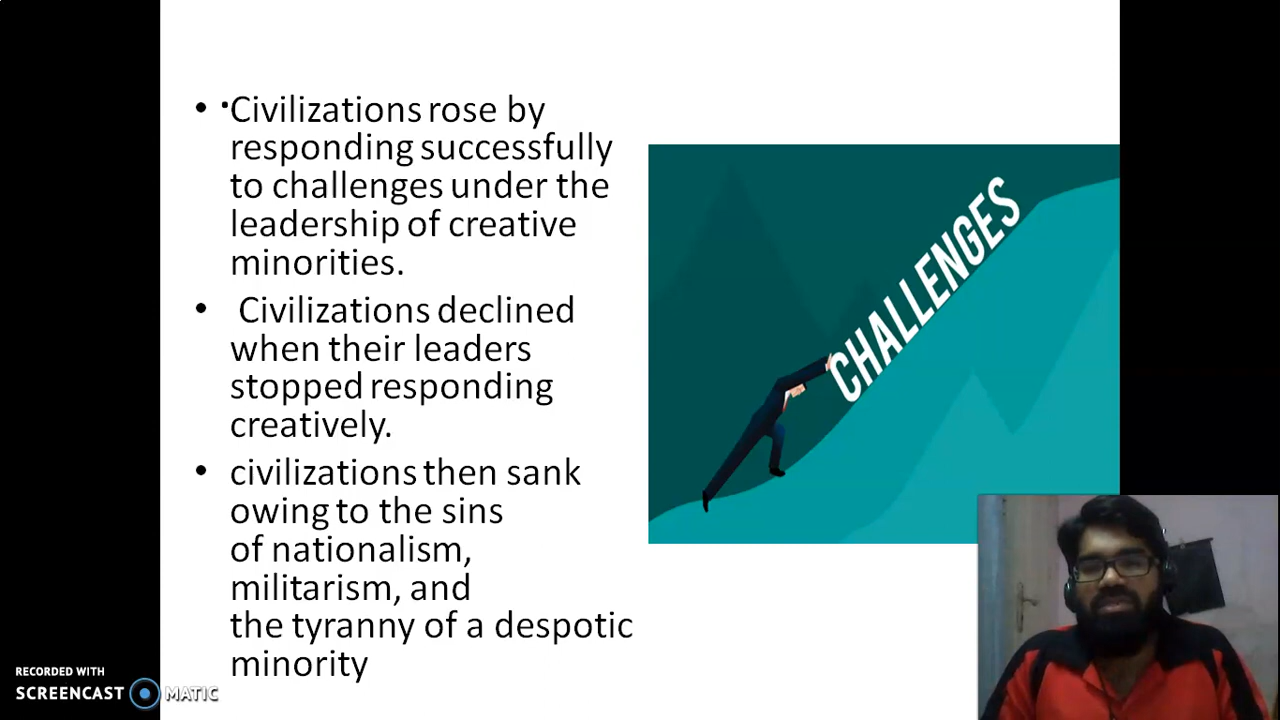 • •Civilizations rose by
responding successfully
to challenges under the
leadership of creative
minorities.
• Civilizations declined
when their leaders
stopped responding
creatively.
• civilizations then sank
owing to the sins
of nationalism,
militarism, and
the tyranny of a despotic
minority
CHALLENGES
RECORDED WITH
SCREENCAST MATIC